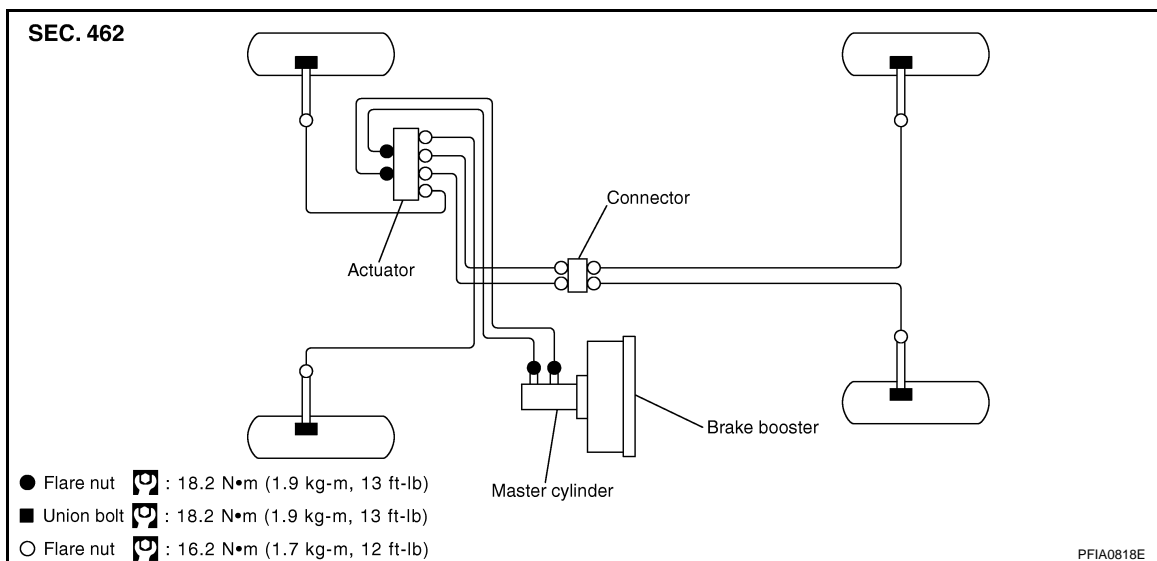 SEC. 462
Connector
Actuator
Brake booster
Master cylinder
● Flare nut : 18.2 N•m (1.9 kg-m, 13 ft-lb)
■ Union bolt : 18.2 N•m (1.9 kg-m, 13 ft-lb)
○ Flare nut : 16.2 N•m (1.7 kg-m, 12 ft-lb)
PFIA0818E